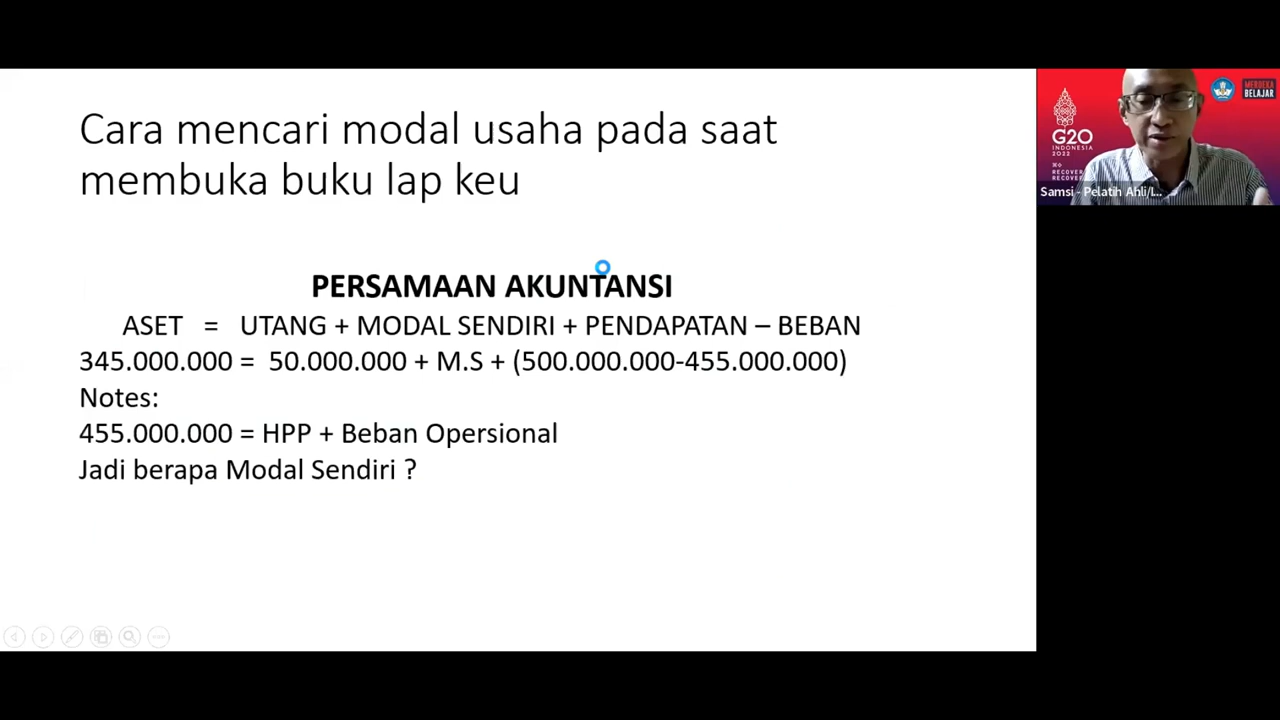 Cara mencari modal usaha pada saat
membuka buku lap keu
PERSAMAAN AKUNTANSI
ASET = UTANG + MODAL SENDIRI + PENDAPATAN – BEBAN
345.000.000 = 50.000.000 + M.S + (500.000.000-455.000.000)
Notes:
455.000.000 = HPP + Beban Opersional
Jadi berapa Modal Sendiri ?
MERDEKA
BELAJAR
G20
INDONESIA
2022
RECOVER
RECOVER
Samsi - Pelatih Ahli/L...